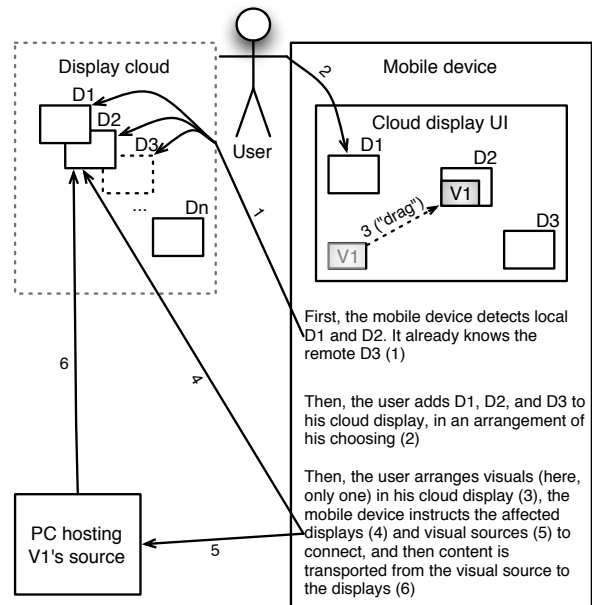 Display cloud
D1
D2
D3
...
Dn
User
Mobile device
Cloud display UI
D1
D2
V1
3 ("drag")
V1
D3
1
2
First, the mobile device detects local
D1 and D2. It already knows the
remote D3 (1)
Then, the user adds D1, D2, and D3 to
his cloud display, in an arrangement of
his choosing (2)
Then, the user arranges visuals (here,
only one) in his cloud display (3), the
mobile device instructs the affected
displays (4) and visual sources (5) to
connect, and then content is
transported from the visual source to
the displays (6)
6
4
5
PC hosting
V1's source